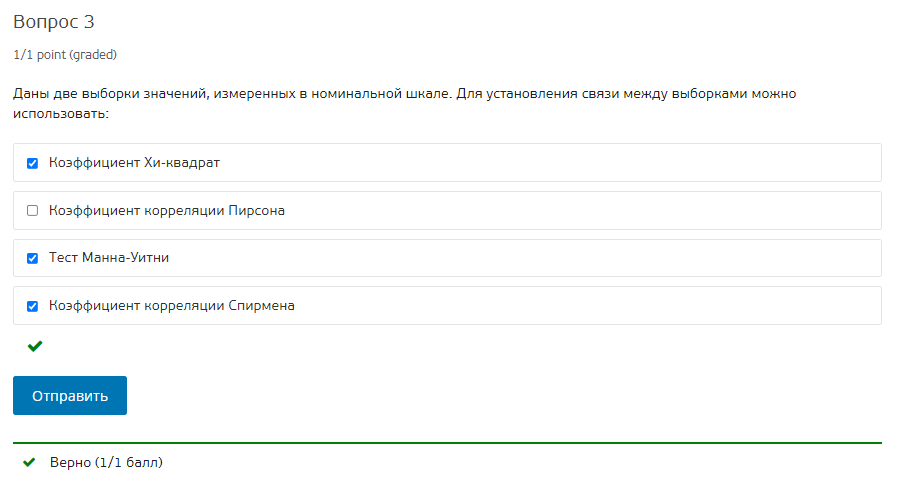 Вопрос 3
1/1 point (graded)
Даны две выборки значений, измеренных в номинальной шкале. Для установления связи между выборками можно
использовать:
Коэффициент Хи-квадрат
Коэффициент корреляции Пирсона
Тест Манна-Уитни
Коэффициент корреляции Спирмена
Отправить
Верно (1/1 балл)